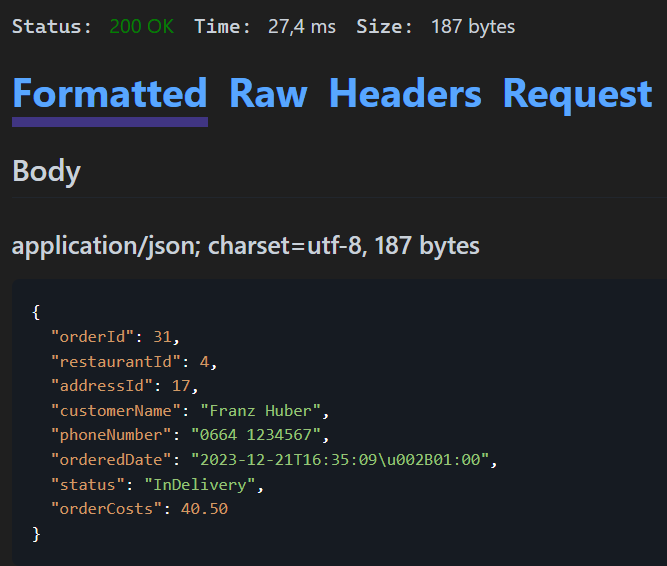 Status: 200 OK Time: 27,4 ms Size: 187 bytes
Formatted Raw Headers Request
Body
application/json; charset=utf-8, 187 bytes
{
  "orderId": 31,
  "restaurantId": 4,
  "addressId": 17,
  "customerName": "Franz Huber",
  "phoneNumber": "0664 1234567",
  "orderedDate": "2023-12-21T16:35:09\u002B01:00",
  "status": "InDelivery",
  "orderCosts": 40.50
}